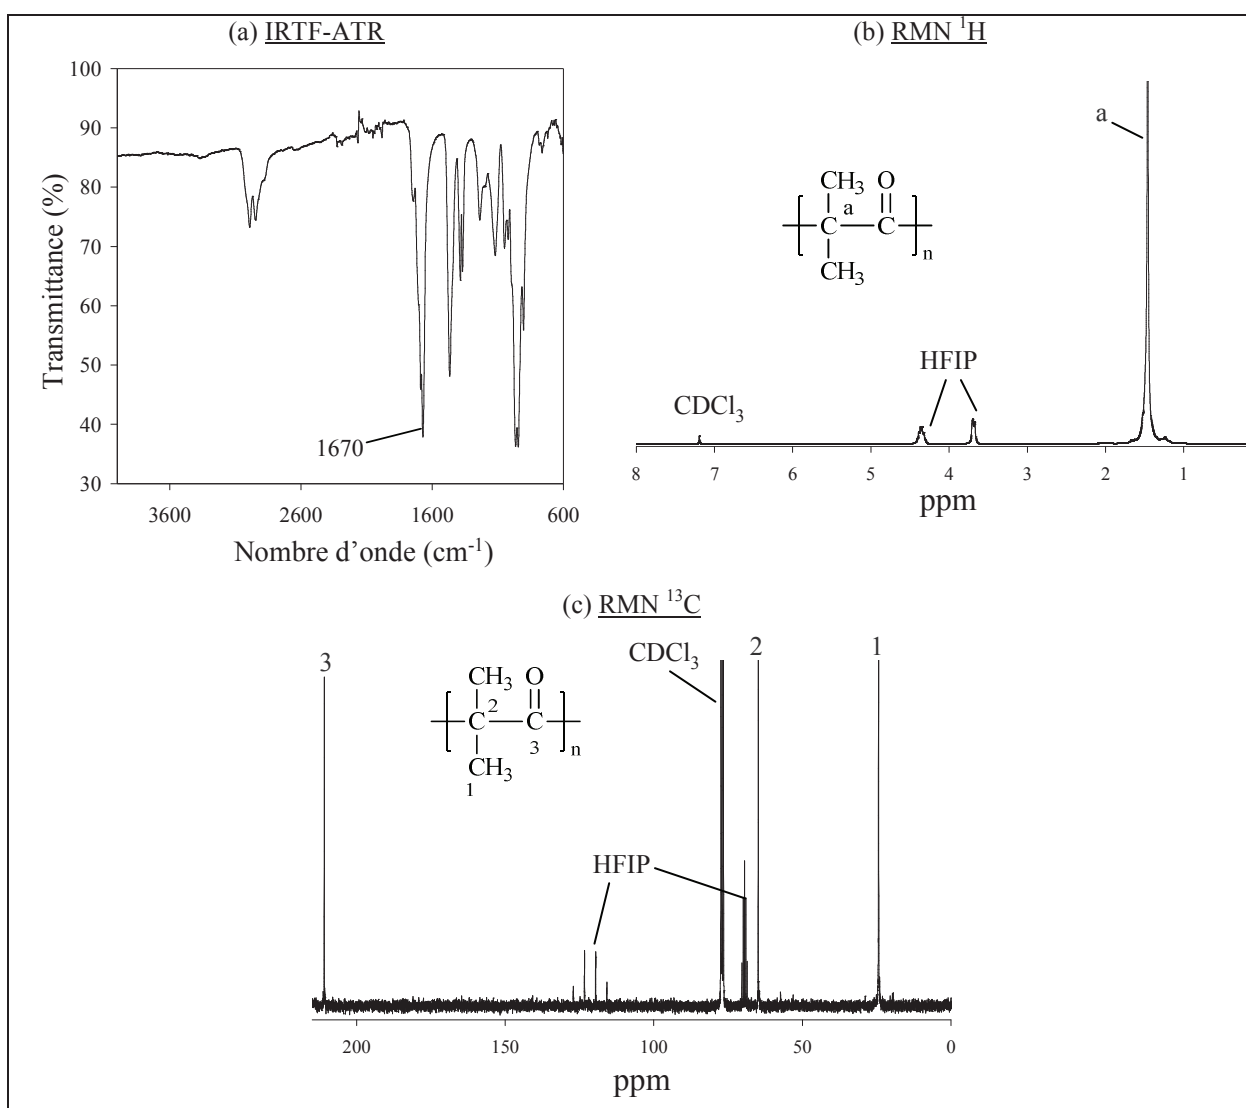 (a) IRTF-ATR
(b) RMN ¹H
100
90
80
70
60
50
40
30
Transmittance (%)
1670
3600
2600
1600
600
Nombre d'onde (cm⁻¹)
a
CH₃ O
a
C C
n
CH₃
HFIP
CDCl₃
8 7 6 5 4 3 2 1
ppm
(c) RMN ¹³C
3
CDCl₃
2
1
CH₃ O
2
C C
3
n
CH₃
1
HFIP
200 150 100 50 0
ppm